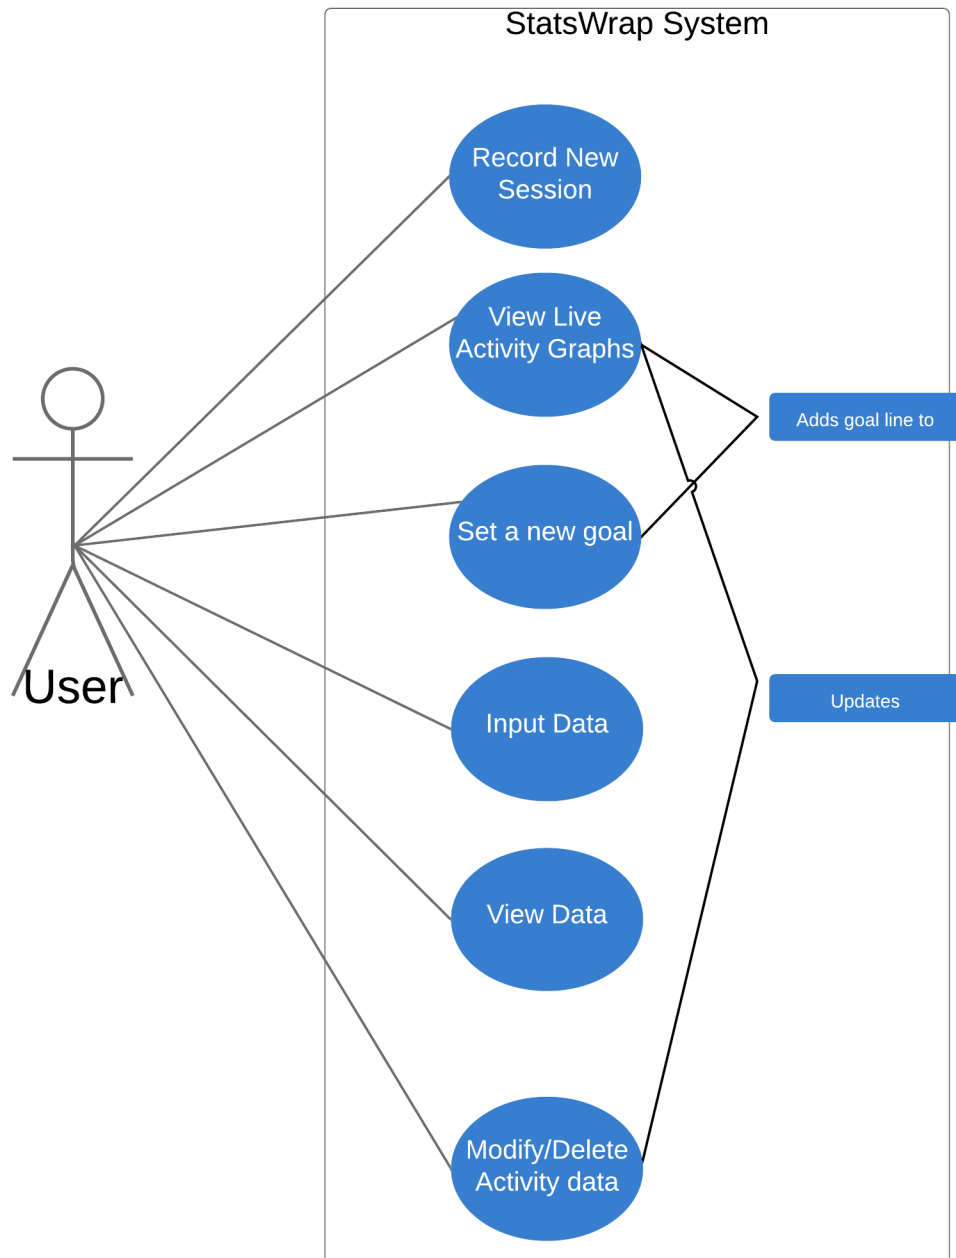 StatsWrap System
Record New
Session
View Live
Activity Graphs
Adds goal line to
Set a new goal
User
Updates
Input Data
View Data
Modify/Delete
Activity data